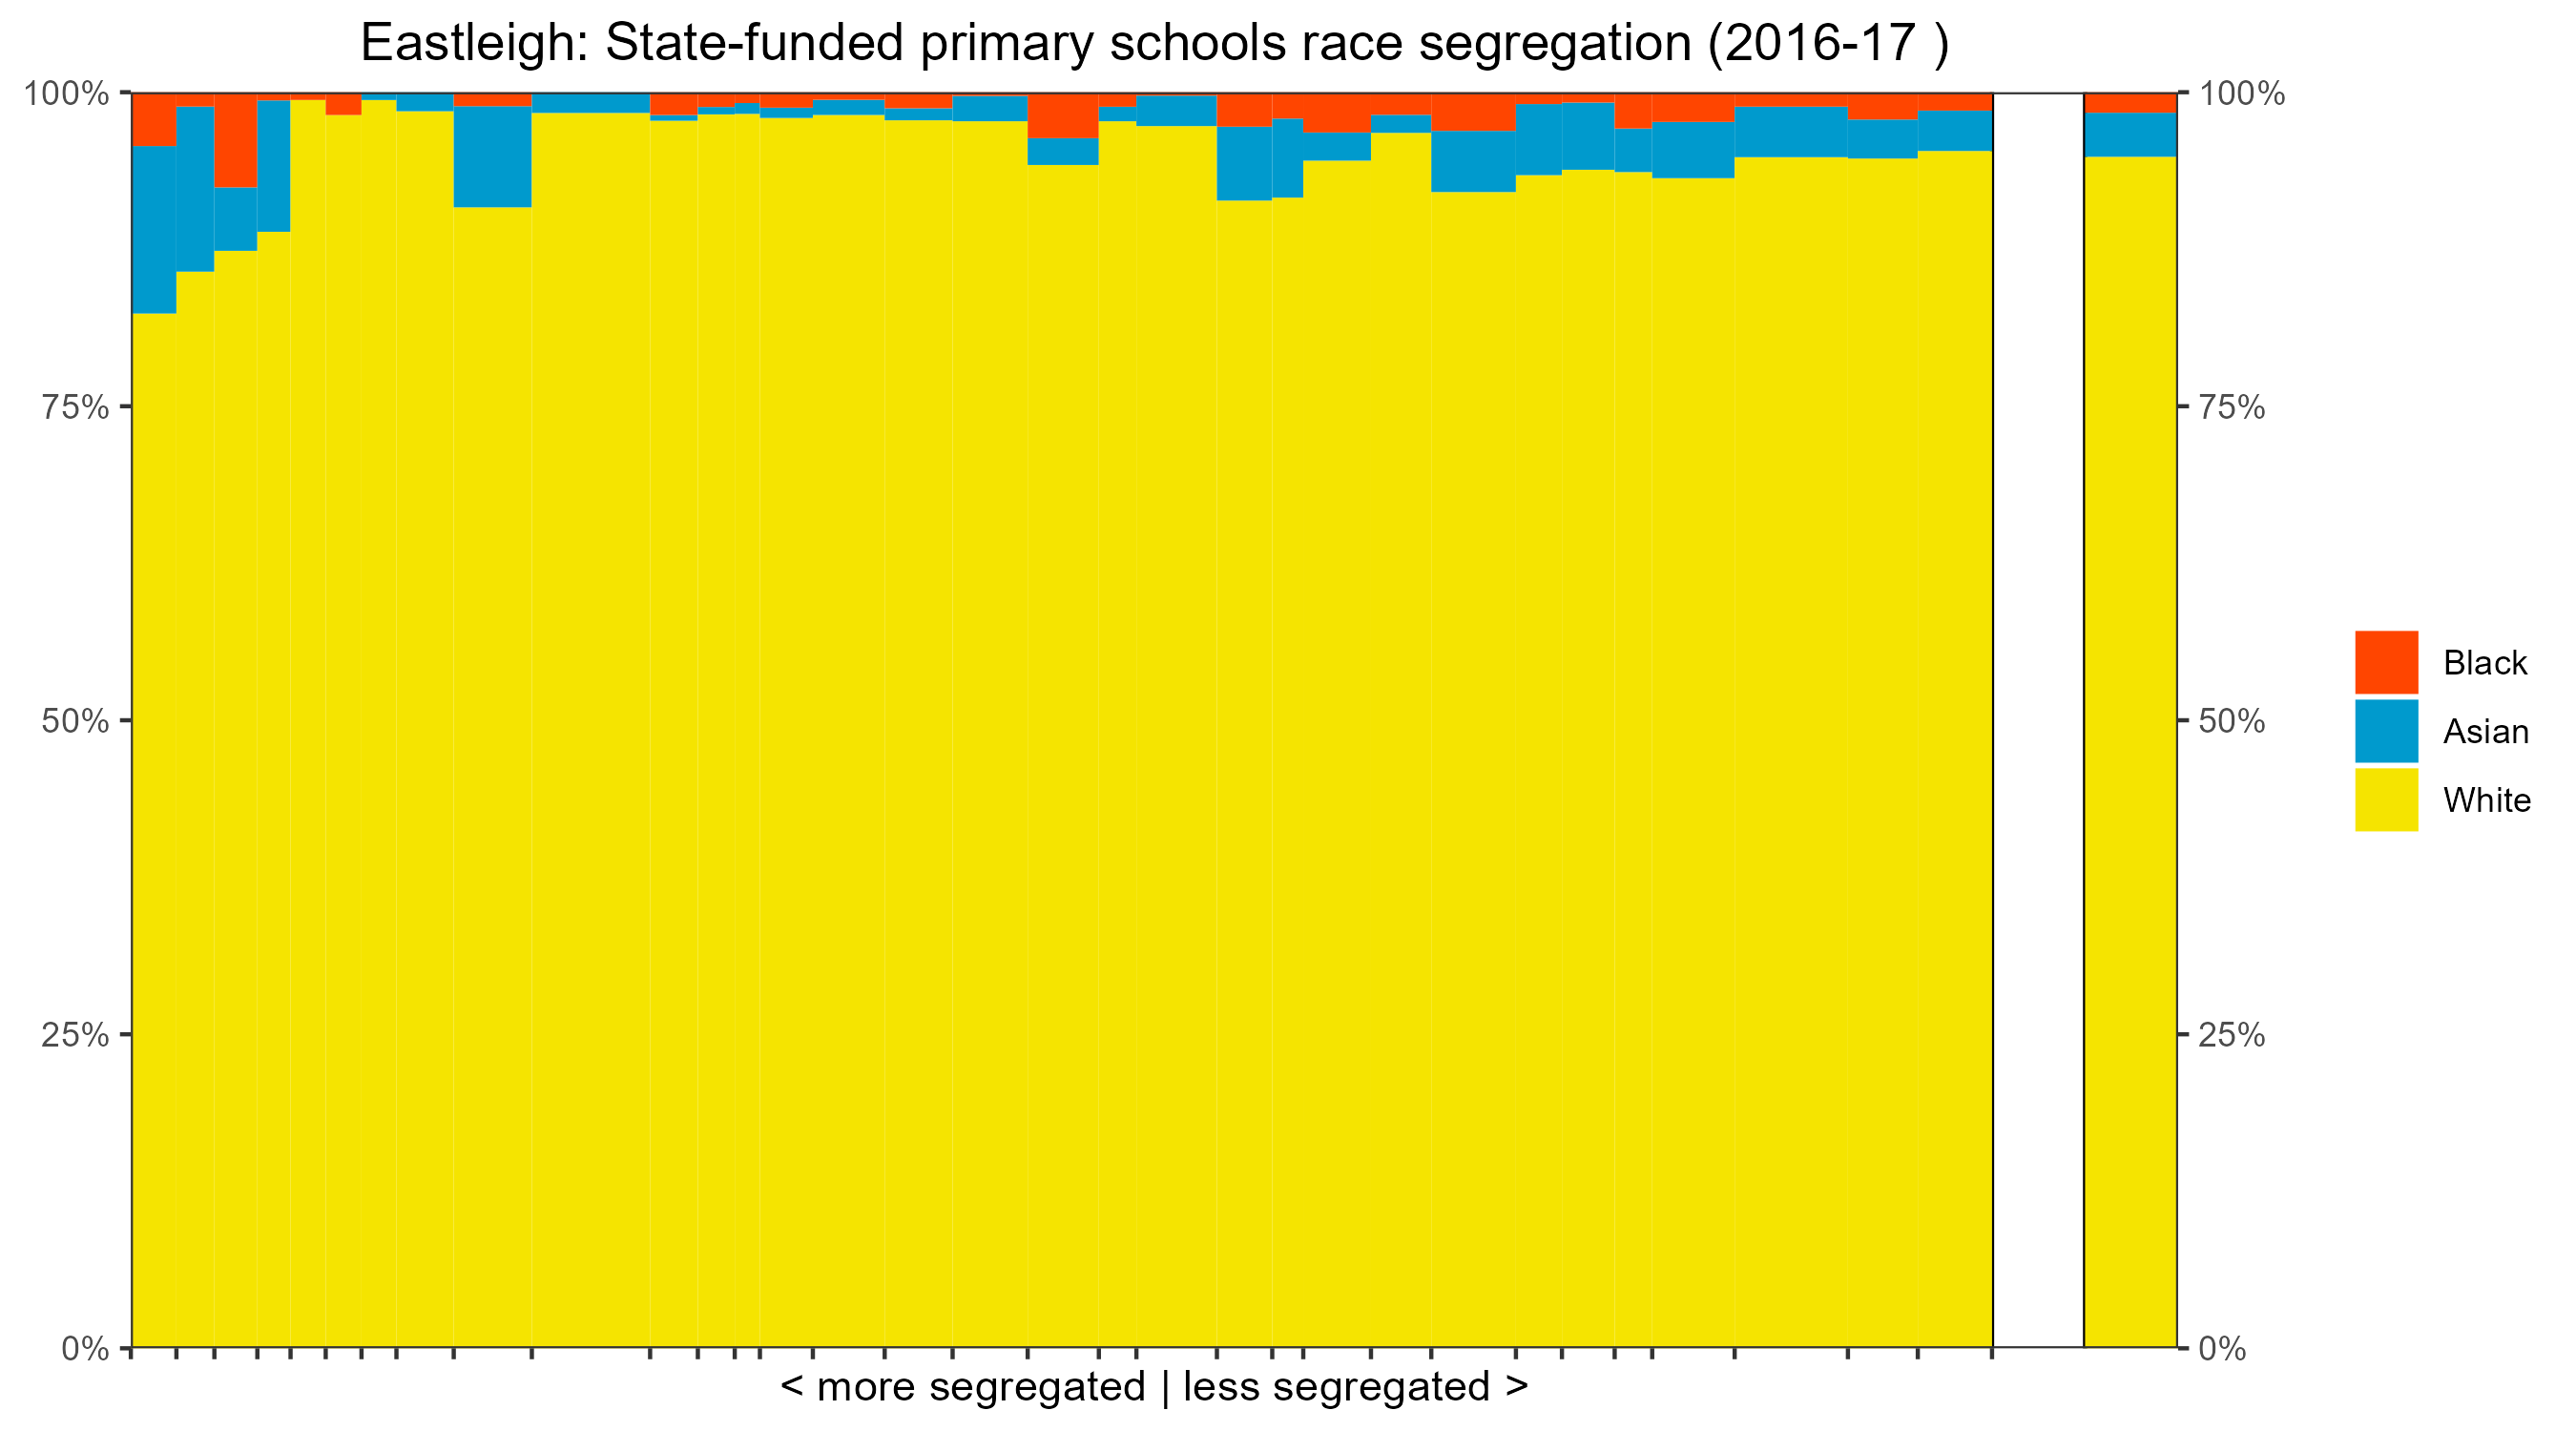 Eastleigh: State-funded primary schools race segregation (2016-17 )
100%
75%
50%
25%
0%
100%
75%
50%
25%
0%
Black
Asian
White
< more segregated | less segregated >